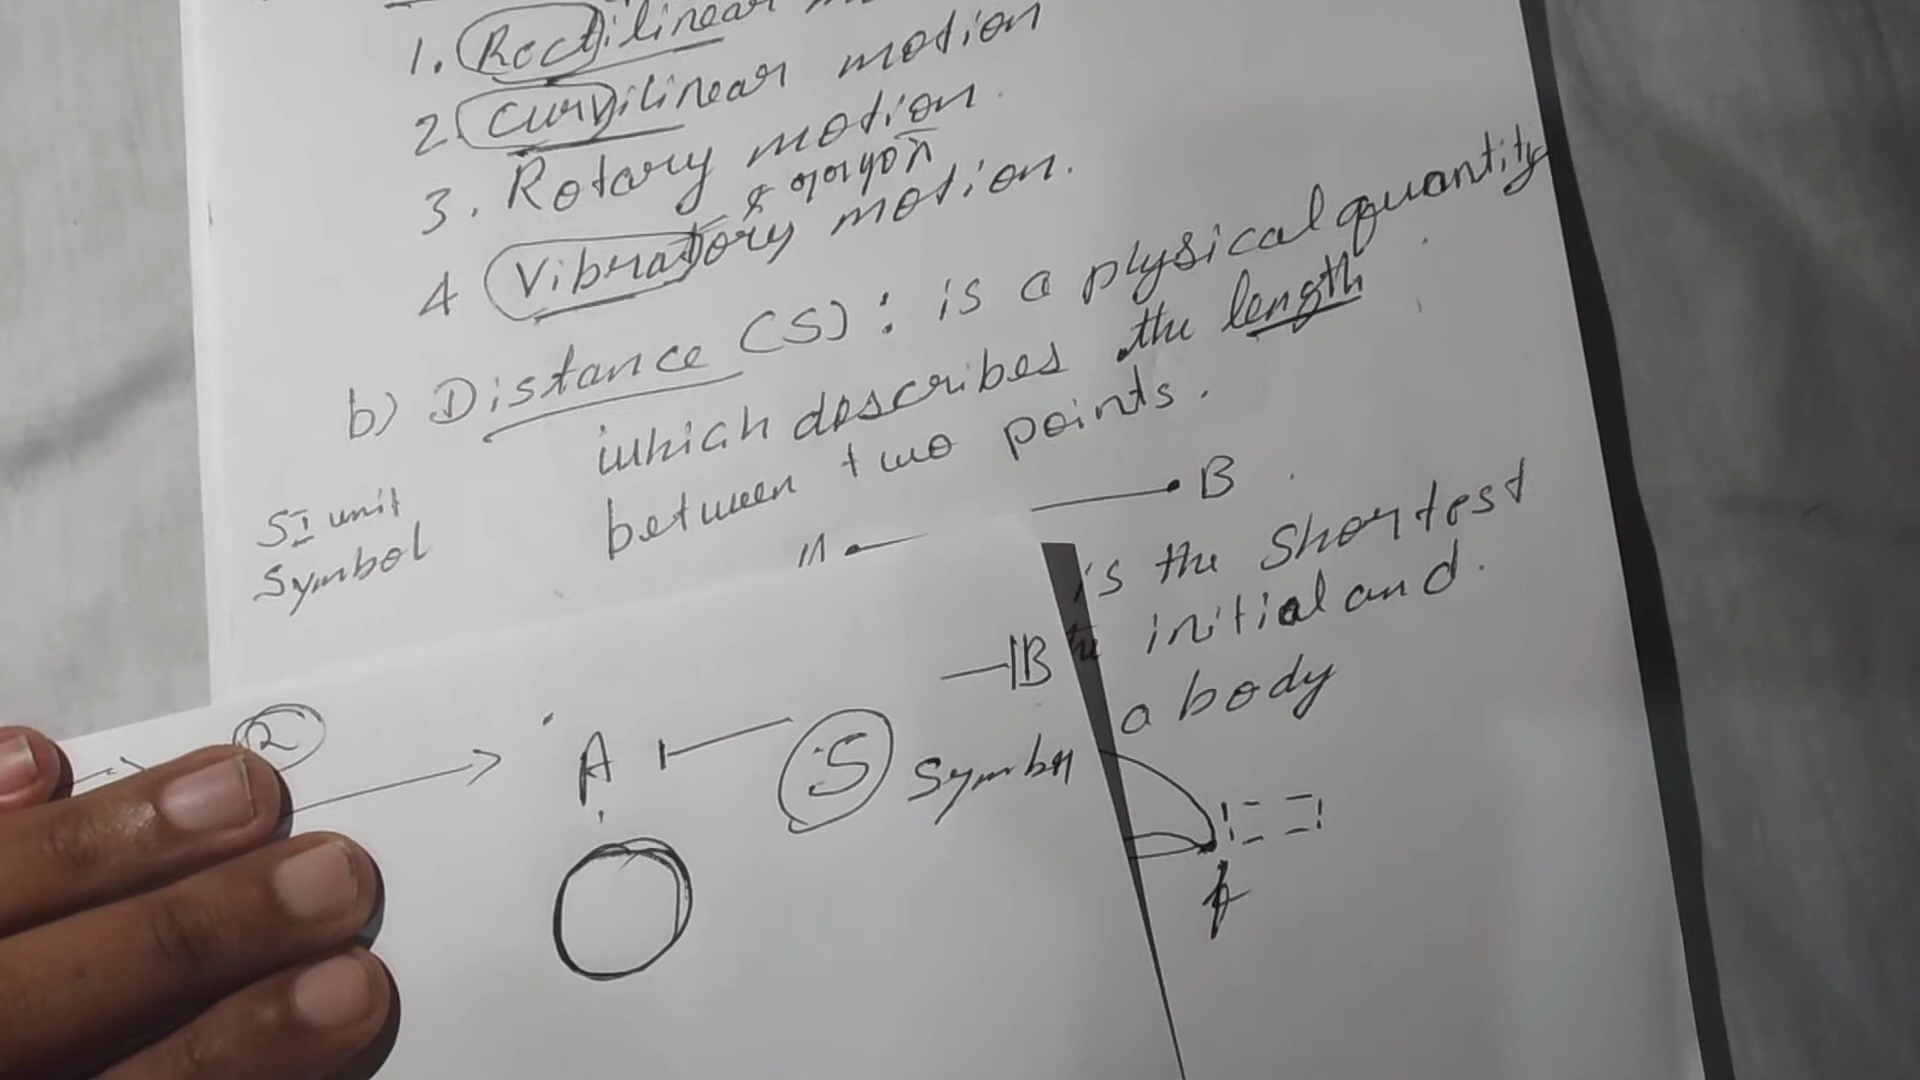 1. Rectilinear
2. Curvilinear motion
3. Rotary motion.
4 Vibratory motion.
b) Distance (S) : is a physical quantity
which describes the length
between two points.
SI unit
Symbol
B
is the shortest
the initial and
a body
B
R
A
S
Symbol
A